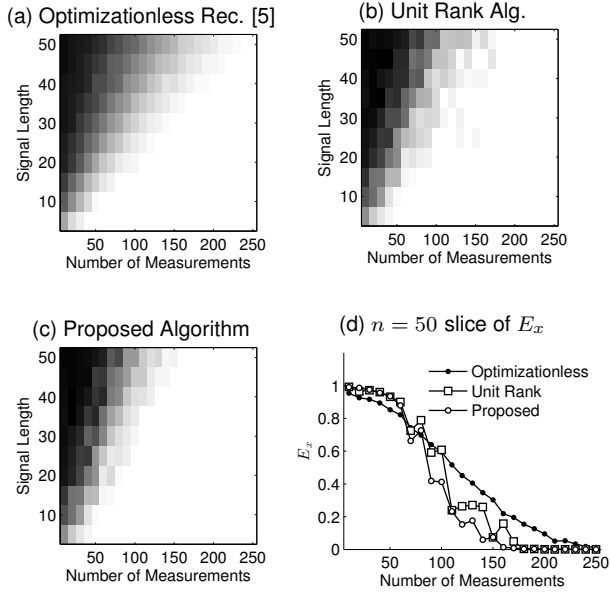 (a) Optimizationless Rec. [5]
50
40
30
20
10
Signal Length
50 100 150 200 250
Number of Measurements
(b) Unit Rank Alg.
50
40
30
20
10
Signal Length
50 100 150 200 250
Number of Measurements
(c) Proposed Algorithm
50
40
30
20
10
Signal Length
50 100 150 200 250
Number of Measurements
(d) n = 50 slice of E_x
Optimizationless
Unit Rank
Proposed
1
0.8
0.6
0.4
0.2
0
E_x
50 100 150 200 250
Number of Measurements